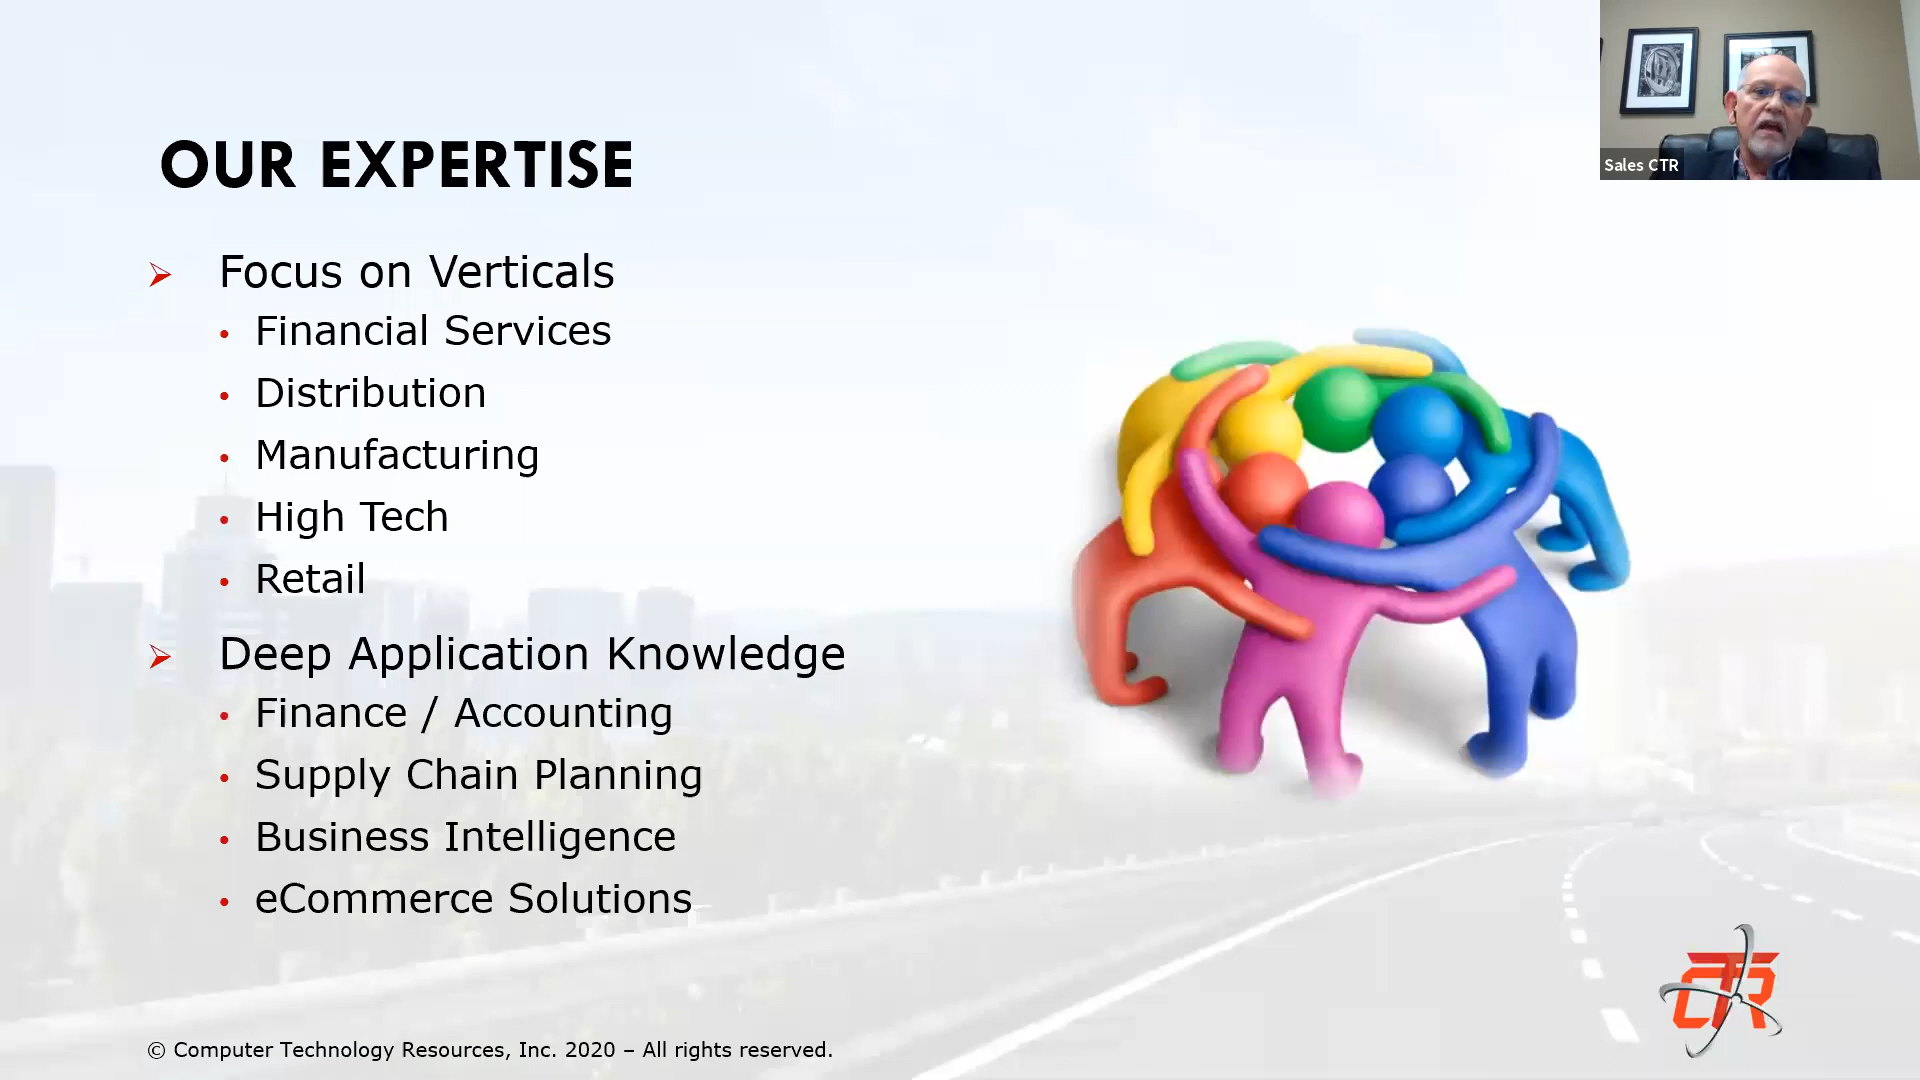 OUR EXPERTISE
Focus on Verticals
Financial Services
Distribution
Manufacturing
High Tech
Retail
Deep Application Knowledge
Finance / Accounting
Supply Chain Planning
Business Intelligence
eCommerce Solutions
© Computer Technology Resources, Inc. 2020 – All rights reserved.
Sales CTR
CTR